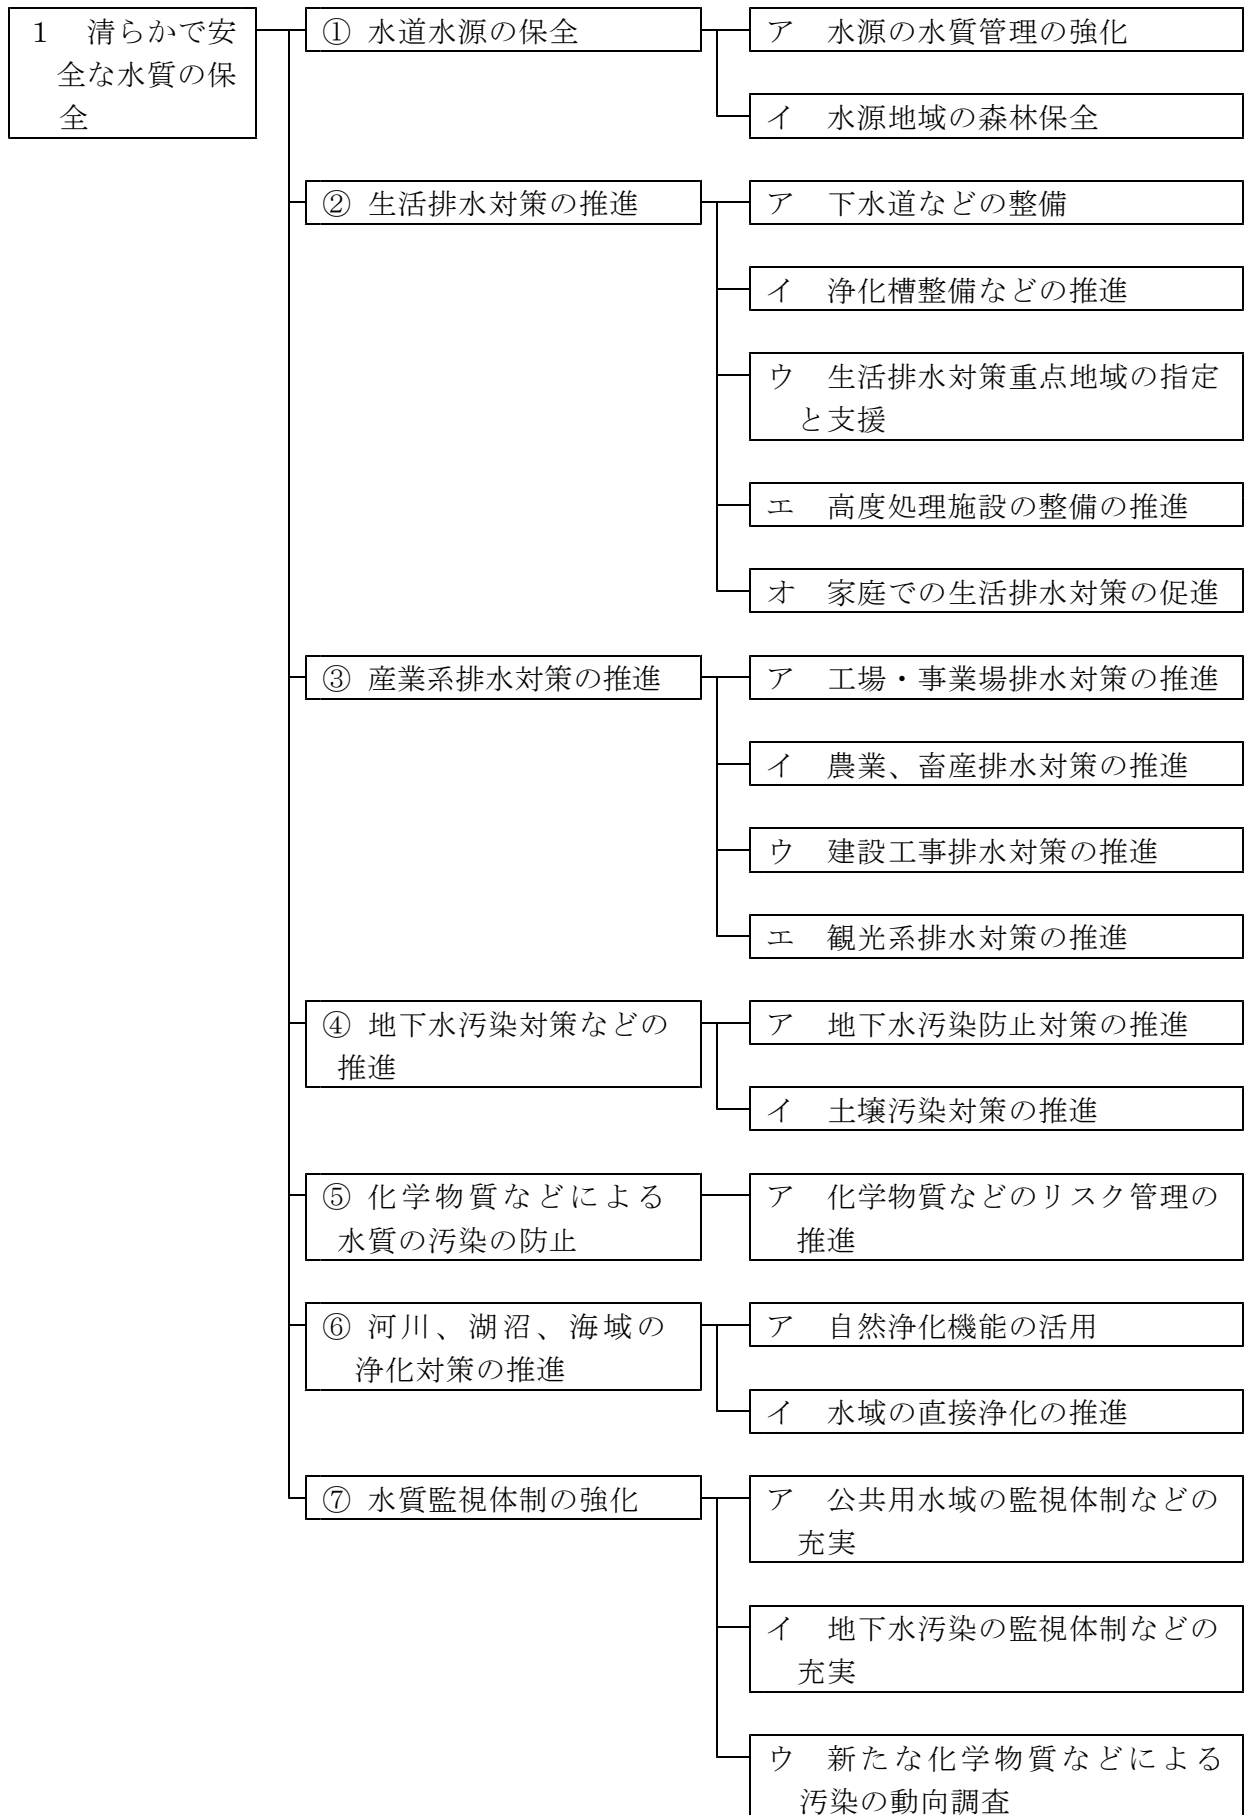 １　清らかで安
全な水質の保
全
① 水道水源の保全
ア　水源の水質管理の強化
イ　水源地域の森林保全
② 生活排水対策の推進
ア　下水道などの整備
イ　浄化槽整備などの推進
ウ　生活排水対策重点地域の指定
と支援
エ　高度処理施設の整備の推進
オ　家庭での生活排水対策の促進
③ 産業系排水対策の推進
ア　工場・事業場排水対策の推進
イ　農業、畜産排水対策の推進
ウ　建設工事排水対策の推進
エ　観光系排水対策の推進
④ 地下水汚染対策などの
推進
ア　地下水汚染防止対策の推進
イ　土壌汚染対策の推進
⑤ 化学物質などによる
水質の汚染の防止
ア　化学物質などのリスク管理の
推進
⑥ 河川、湖沼、海域の
浄化対策の推進
ア　自然浄化機能の活用
イ　水域の直接浄化の推進
⑦ 水質監視体制の強化
ア　公共用水域の監視体制などの
充実
イ　地下水汚染の監視体制などの
充実
ウ　新たな化学物質などによる
汚染の動向調査